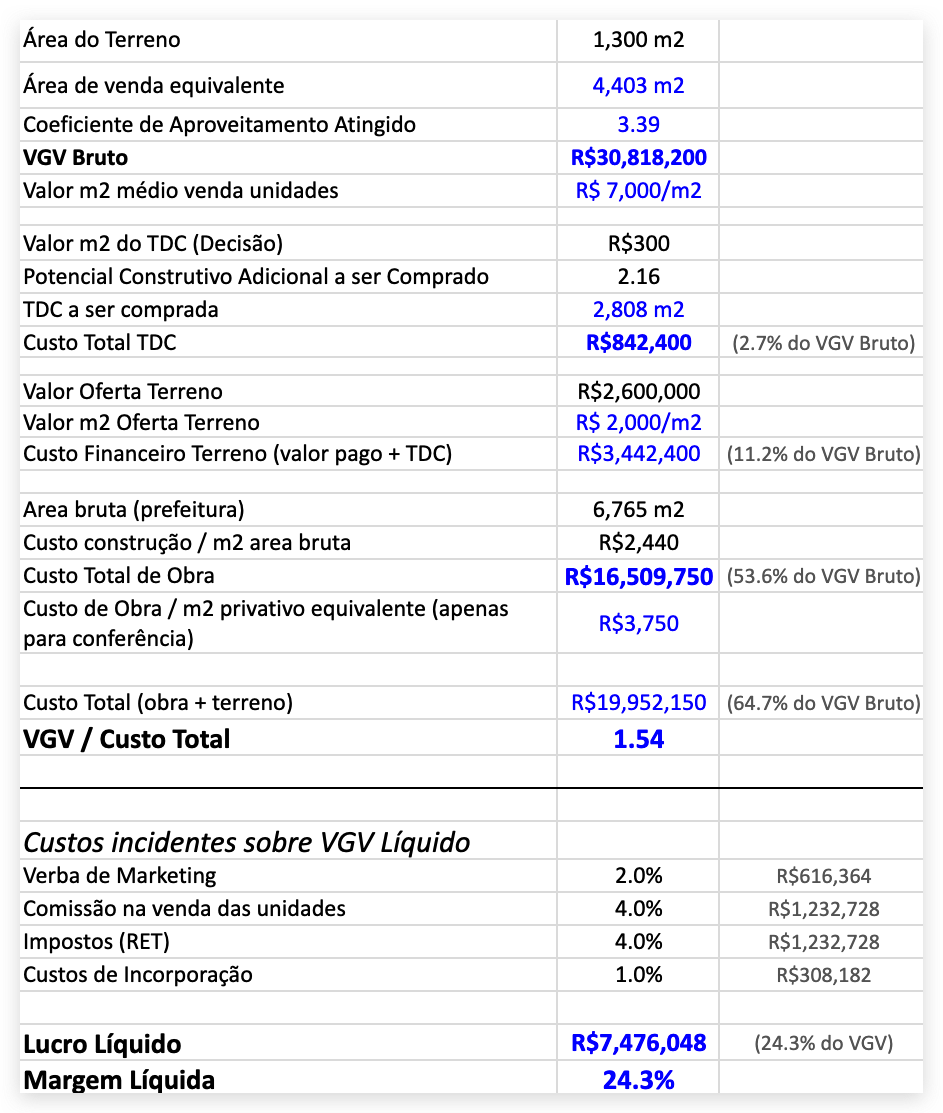 Área do Terreno 1,300 m2
Área de venda equivalente 4,403 m2
Coeficiente de Aproveitamento Atingido 3.39
VGV Bruto R$30,818,200
Valor m2 médio venda unidades R$ 7,000/m2
Valor m2 do TDC (Decisão) R$300
Potencial Construtivo Adicional a ser Comprado 2.16
TDC a ser comprada 2,808 m2
Custo Total TDC R$842,400 (2.7% do VGV Bruto)
Valor Oferta Terreno R$2,600,000
Valor m2 Oferta Terreno R$ 2,000/m2
Custo Financeiro Terreno (valor pago + TDC) R$3,442,400 (11.2% do VGV Bruto)
Area bruta (prefeitura) 6,765 m2
Custo construção / m2 area bruta R$2,440
Custo Total de Obra R$16,509,750 (53.6% do VGV Bruto)
Custo de Obra / m2 privativo equivalente (apenas
para conferência) R$3,750
Custo Total (obra + terreno) R$19,952,150 (64.7% do VGV Bruto)
VGV / Custo Total 1.54
Custos incidentes sobre VGV Líquido
Verba de Marketing 2.0% R$616,364
Comissão na venda das unidades 4.0% R$1,232,728
Impostos (RET) 4.0% R$1,232,728
Custos de Incorporação 1.0% R$308,182
Lucro Líquido R$7,476,048 (24.3% do VGV)
Margem Líquida 24.3%